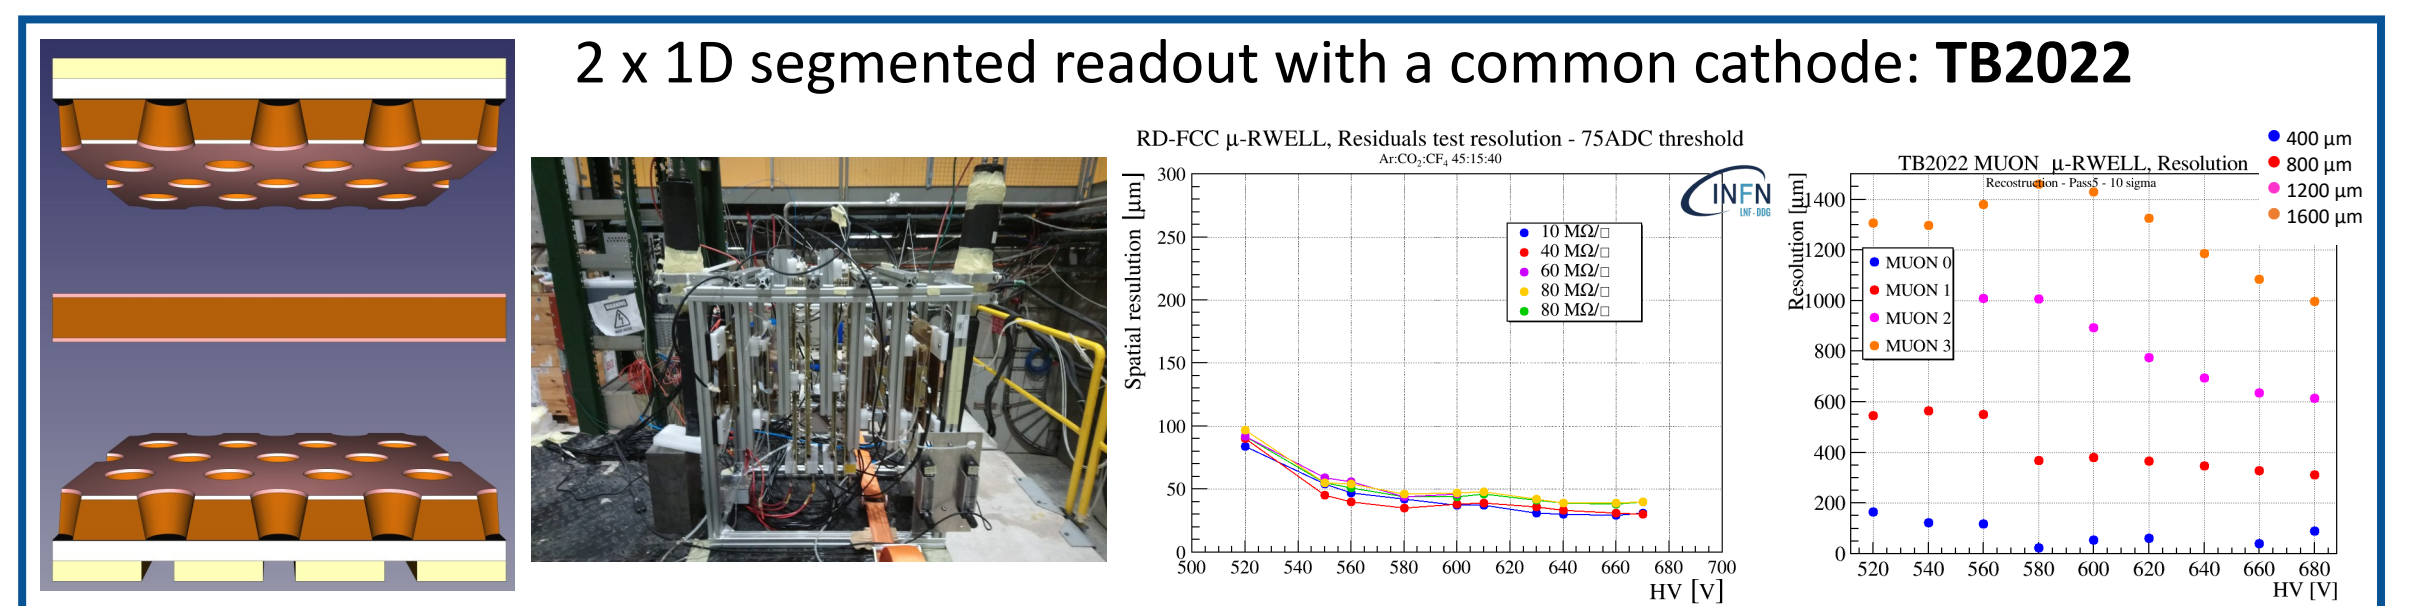 2 x 1D segmented readout with a common cathode: TB2022
RD-FCC μ-RWELL, Residuals test resolution - 75ADC threshold
Ar:CO₂:CF₄ 45:15:40
Spatial resulution [μm]
300
250
200
150
100
50
0
10 MΩ/□
40 MΩ/□
60 MΩ/□
80 MΩ/□
80 MΩ/□
INFN
LNF-DDG
500 520 540 560 580 600 620 640 660 680 700
HV [V]
400 μm
800 μm
1200 μm
1600 μm
TB2022 MUON μ-RWELL, Resolution
Recostruction - Pass5 - 10 sigma
Resolution [μm]
1400
1200
1000
800
600
400
200
0
MUON 0
MUON 1
MUON 2
MUON 3
520 540 560 580 600 620 640 660 680
HV [V]